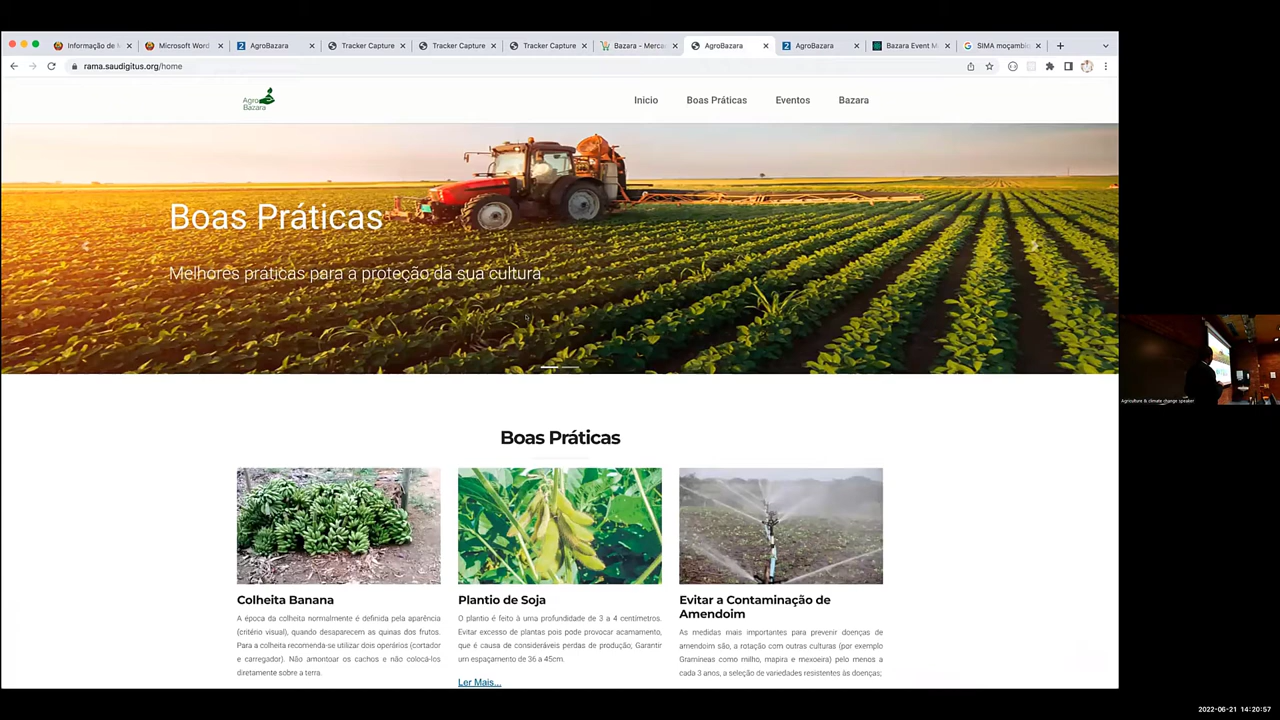 Informação de
Microsoft Word
AgroBazara
Tracker Capture
Tracker Capture
Tracker Capture
Bazara - Merca
AgroBazara
AgroBazara
Bazara Event M
SIMA moçambi
rama.saudigitus.org/home
Agro
Bazara
Inicio
Boas Práticas
Eventos
Bazara
Boas Práticas
Melhores práticas para a proteção da sua cultura
Boas Práticas
Colheita Banana
A época da colheita normalmente é definida pela aparência
(critério visual), quando desaparecem as quinas dos frutos.
Para a colheita recomenda-se utilizar dois operários (cortador
e carregador). Não amontoar os cachos e não colocá-los
diretamente sobre a terra.
Plantio de Soja
O plantio é feito à uma profundidade de 3 a 4 centímetros.
Evitar excesso de plantas pois pode provocar acamamento,
que é causa de consideráveis perdas de produção, Garantir
um espaçamento de 36 a 45cm.
Ler Mais...
Evitar a Contaminação de
Amendoim
As medidas mais importantes para prevenir doenças de
amendoim são, a rotação com outras culturas (por exemplo
Gramineas como milho, mapira e mexoeira) pelo menos a
cada 3 anos, a seleção de variedades resistentes às doenças;
Agriculture & climate change speaker
2022-06-21 14:20:57